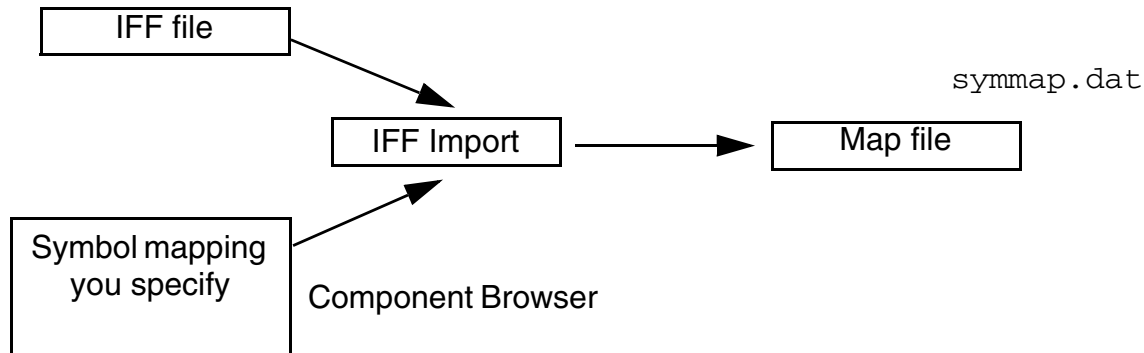 IFF file
symmap.dat
IFF Import
Map file
Symbol mapping
you specify
Component Browser